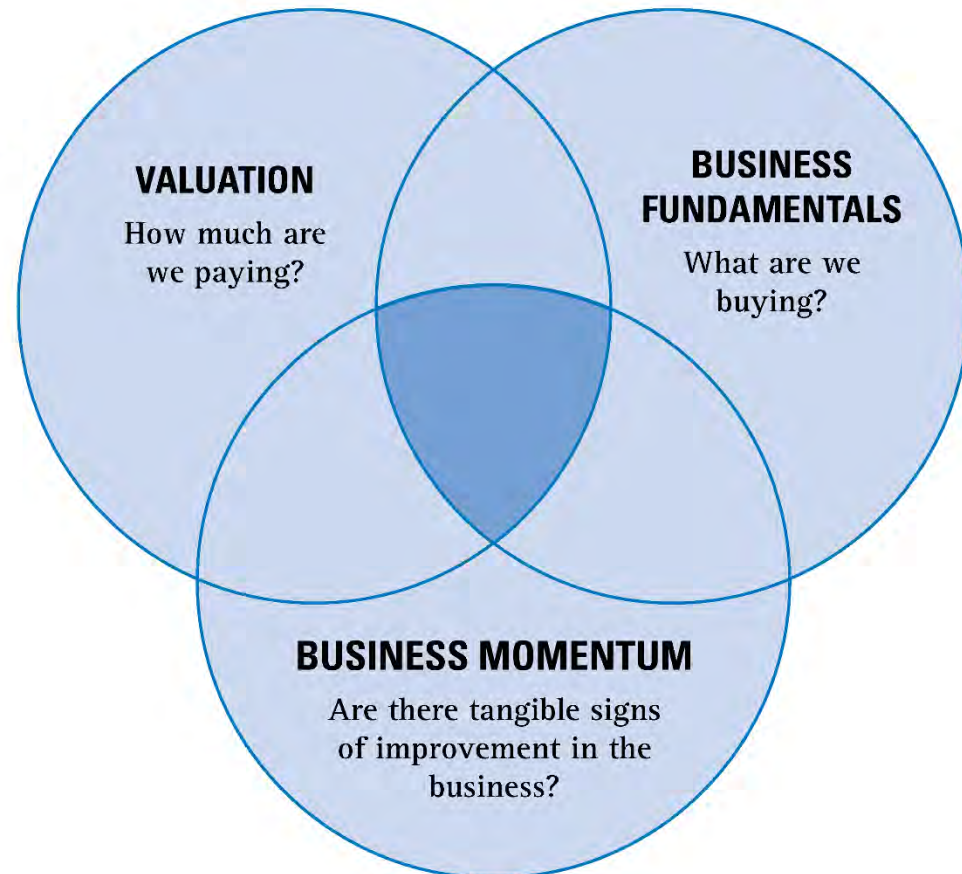 VALUATION
How much are
we paying?
BUSINESS
FUNDAMENTALS
What are we
buying?
BUSINESS MOMENTUM
Are there tangible signs
of improvement in the
business?